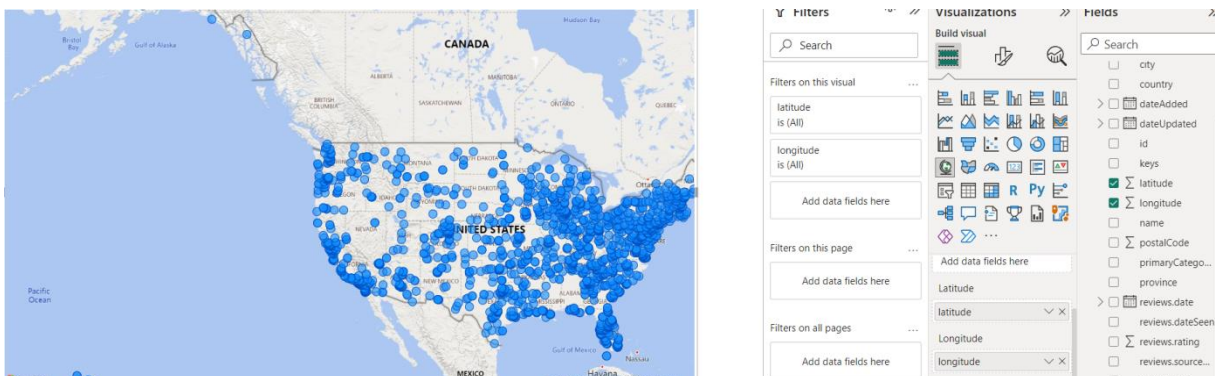 Hudson Bay
Bristol
Bay
Gulf of Alaska
CANADA
ALBERTA
MANITOBA
BRITISH
COLUMBIA
SASKATCHEWAN
ONTARIO
QUEBEC
MONTANA
NEVADA
UNITED STATES
NEW MEXICO
Pacific
Ocean
Gulf of Mexico
Nassau
MEXICO
Havana
Filters
Search
Filters on this visual
...
latitude
is (All)
longitude
is (All)
Add data fields here
Filters on this page
...
Add data fields here
Filters on all pages
...
Add data fields here
Visualizations
Build visual
123
R Py
...
Add data fields here
Latitude
latitude
Longitude
longitude
Fields
Search
city
country
dateAdded
dateUpdated
id
keys
latitude
longitude
name
postalCode
primaryCatego...
province
reviews.date
reviews.dateSeen
reviews.rating
reviews.source...